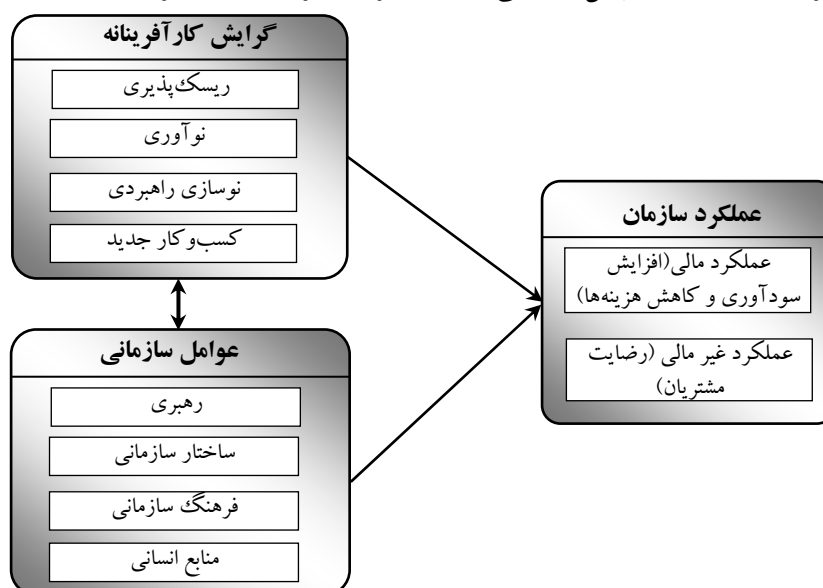 گرایش کارآفرینانه
ریسک‌پذیری
نوآوری
نوسازی راهبردی
کسب‌وکار جدید
عوامل سازمانی
رهبری
ساختار سازمانی
فرهنگ سازمانی
منابع انسانی
عملکرد سازمان
عملکرد مالی(افزایش
سودآوری و کاهش هزینه‌ها)
عملکرد غیر مالی (رضایت
مشتریان)